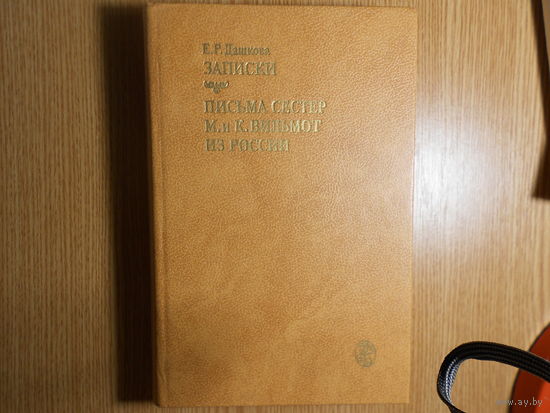 Е. Р. Дашкова
ЗАПИСКИ
ПИСЬМА СЕСТЕР
М. и К. ВИЛЬМОТ
ИЗ РОССИИ
www.ay.by